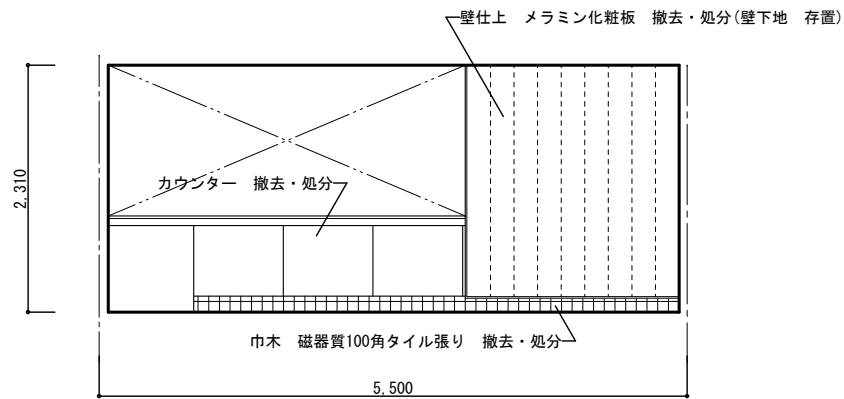 壁仕上　メラミン化粧板　撤去・処分(壁下地　存置)
2,310
カウンター　撤去・処分
巾木　磁器質100角タイル張り　撤去・処分
5,500